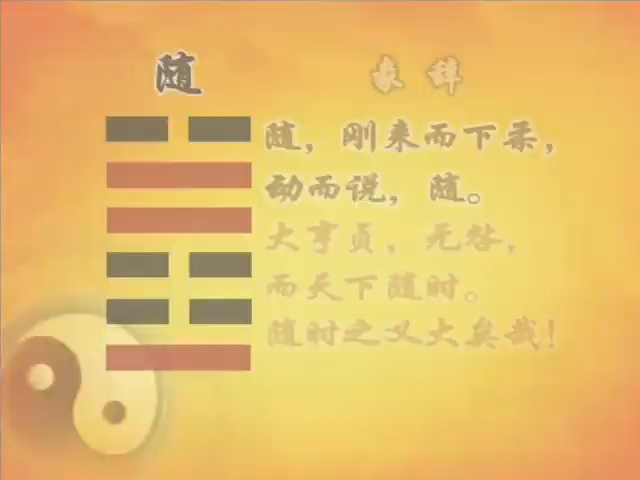 随
彖辞
随，刚来而下柔，
动而说，随。
大亨贞，无咎，
而天下随时。
随时之义大矣哉！